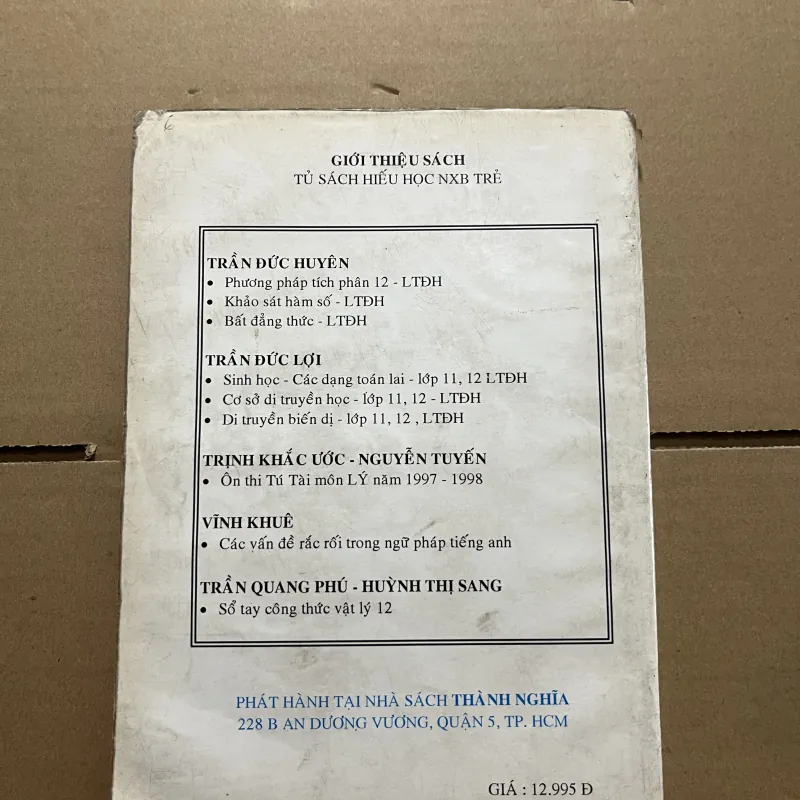 6
GIỚI THIỆU SÁCH
TỦ SÁCH HIẾU HỌC NXB TRẺ
TRẦN ĐỨC HUYÊN
• Phương pháp tích phân 12 - LTĐH
• Khảo sát hàm số - LTĐH
• Bất đẳng thức - LTĐH
TRẦN ĐỨC LỢI
• Sinh học - Các dạng toán lai - lớp 11, 12 LTĐH
• Cơ sở di truyền học - lớp 11, 12 - LTĐH
• Di truyền biến dị - lớp 11, 12 , LTĐH
TRỊNH KHẮC ƯỚC - NGUYỄN TUYẾN
• Ôn thi Tú Tài môn LÝ năm 1997 - 1998
VĨNH KHUÊ
• Các vấn đề rắc rối trong ngữ pháp tiếng anh
TRẦN QUANG PHÚ - HUỲNH THỊ SANG
• Sổ tay công thức vật lý 12
PHÁT HÀNH TẠI NHÀ SÁCH THÀNH NGHĨA
228 B AN DƯƠNG VƯƠNG, QUẬN 5, TP. HCM
GIÁ : 12.995 Đ